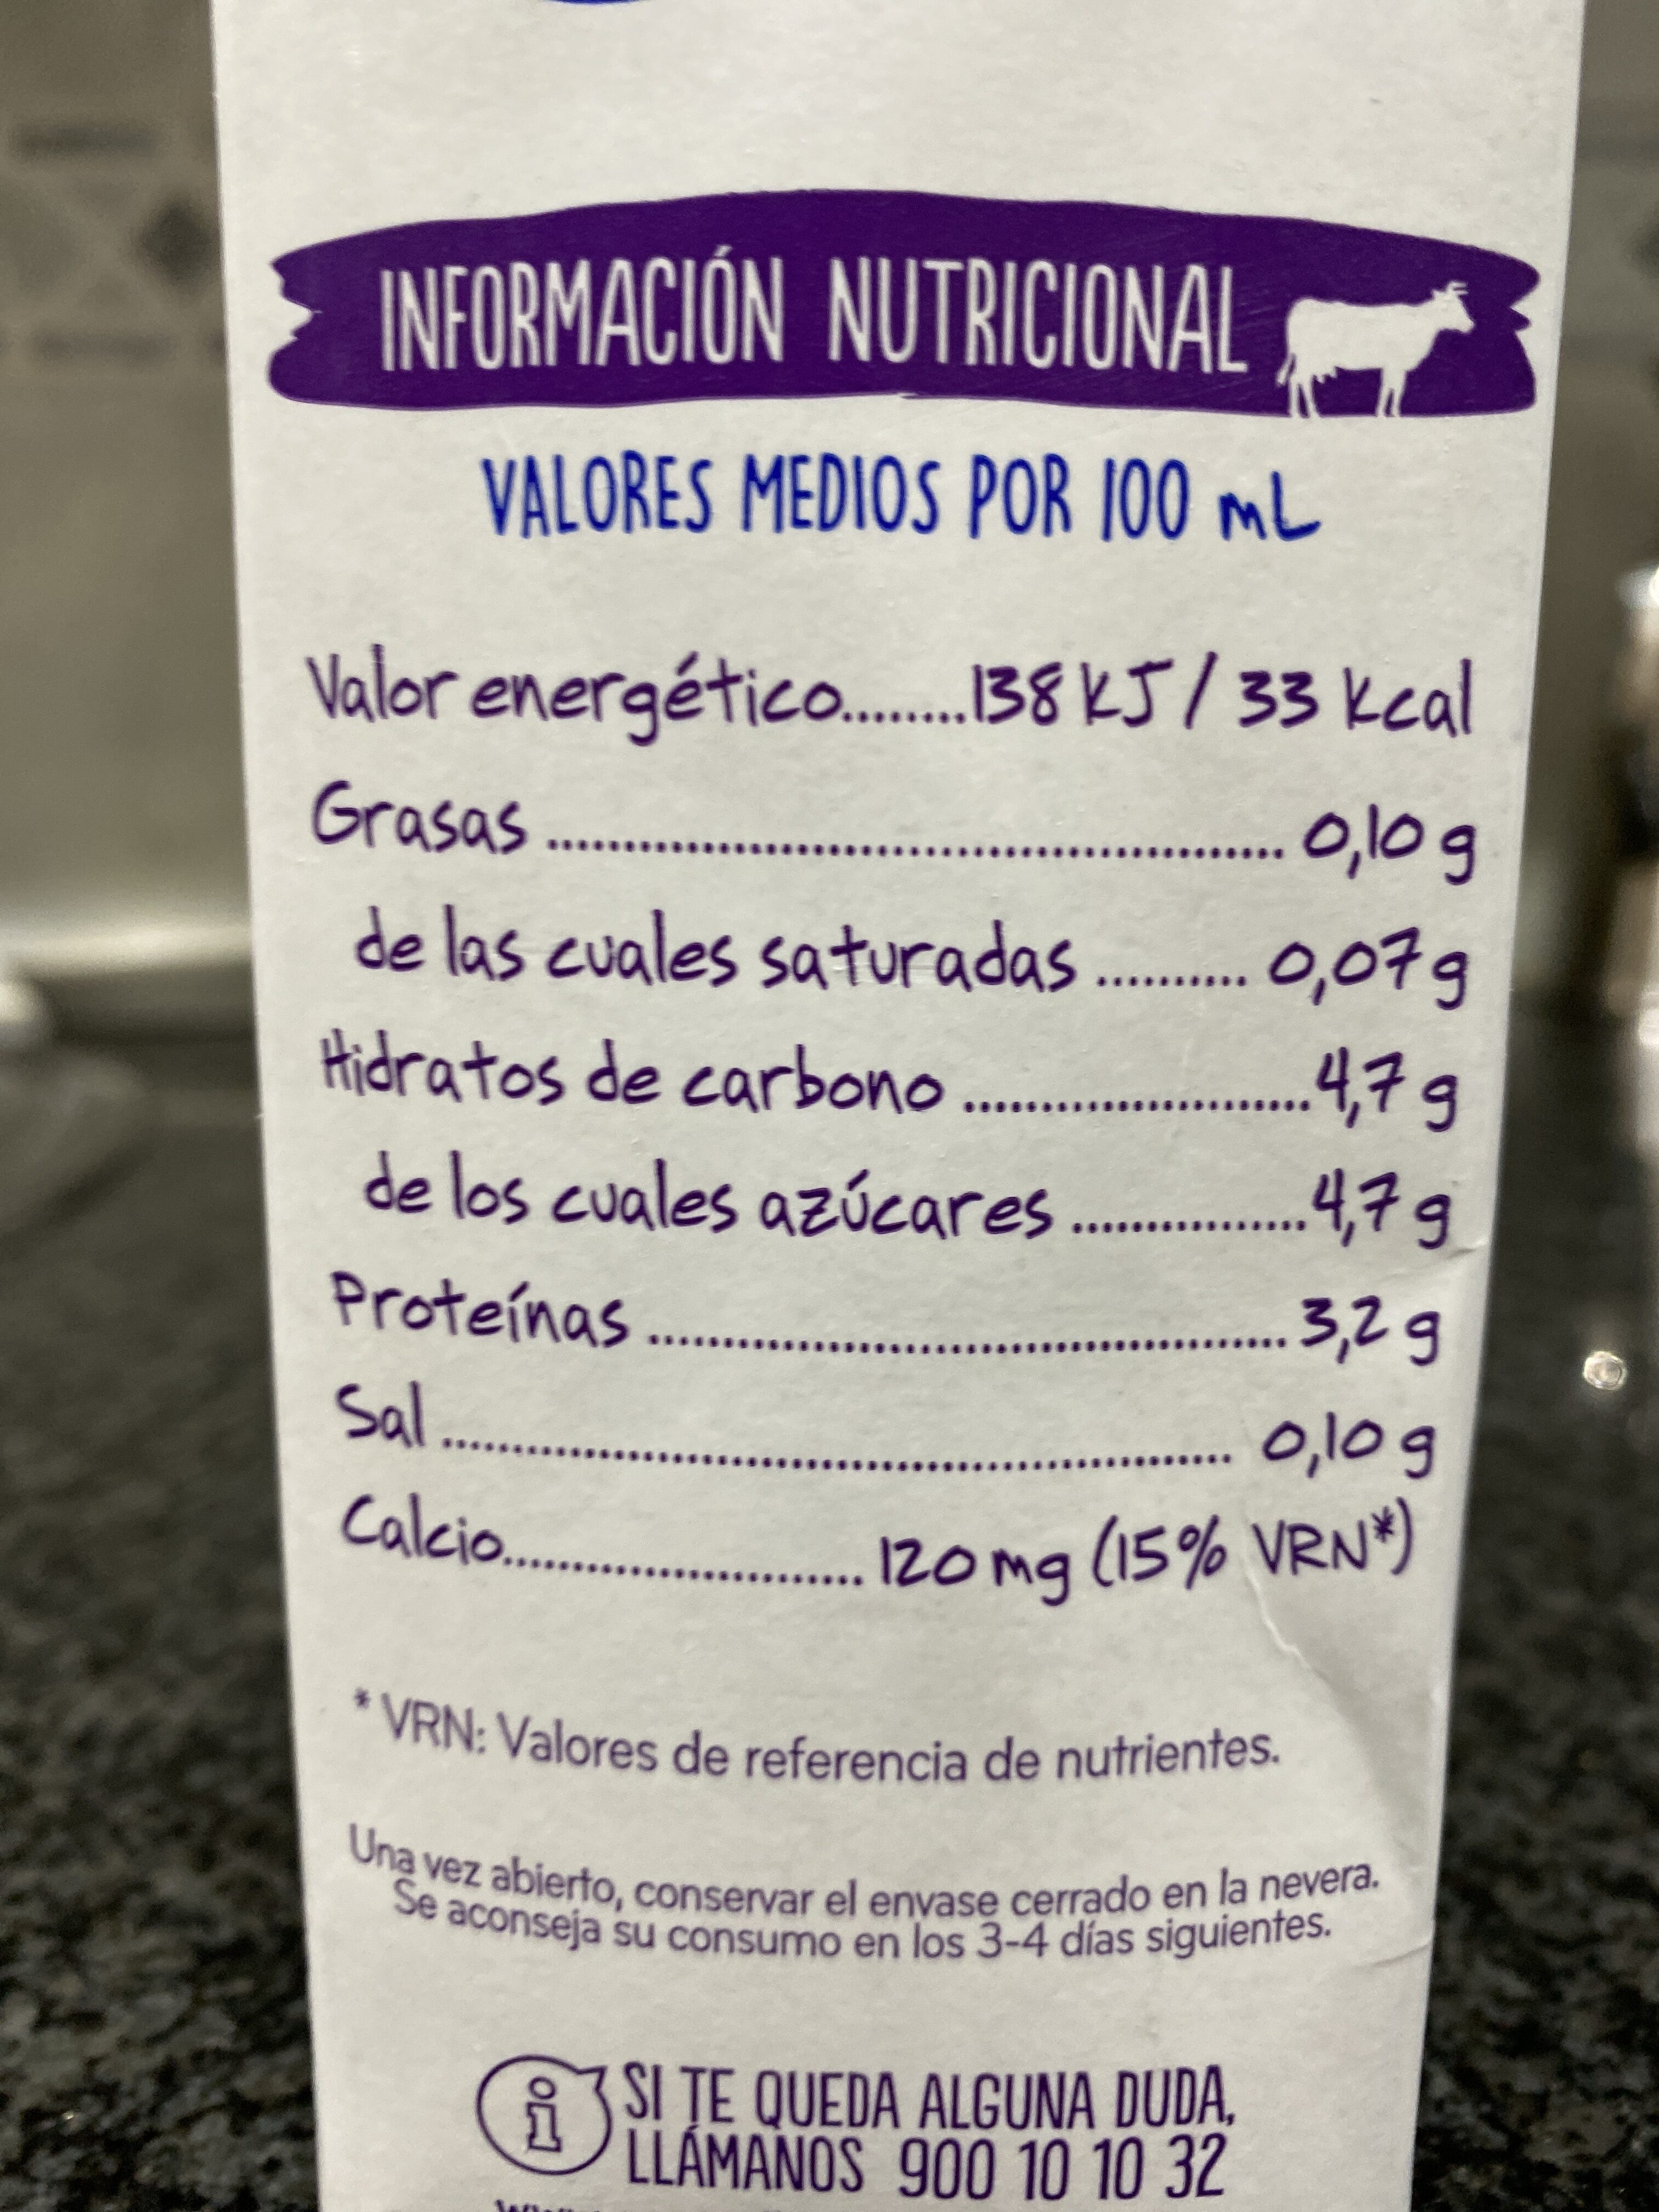 INFORMACIÓN NUTRICIONAL
VALORES MEDIOS POR 100 mL
Valor energético........138 kJ / 33 kcal
Grasas .......................................................... 0,10 g
de las cuales saturadas .......... 0,07 g
Hidratos de carbono ...........................4,7 g
de los cuales azúcares ..................4,7 g
Proteínas .................................................. 3,2 g
Sal .............................................................. 0,10 g
Calcio............................ 120 mg (15% VRN*)
* VRN: Valores de referencia de nutrientes.
Una vez abierto, conservar el envase cerrado en la nevera.
Se aconseja su consumo en los 3-4 días siguientes.
i SI TE QUEDA ALGUNA DUDA,
LLÁMANOS 900 10 10 32